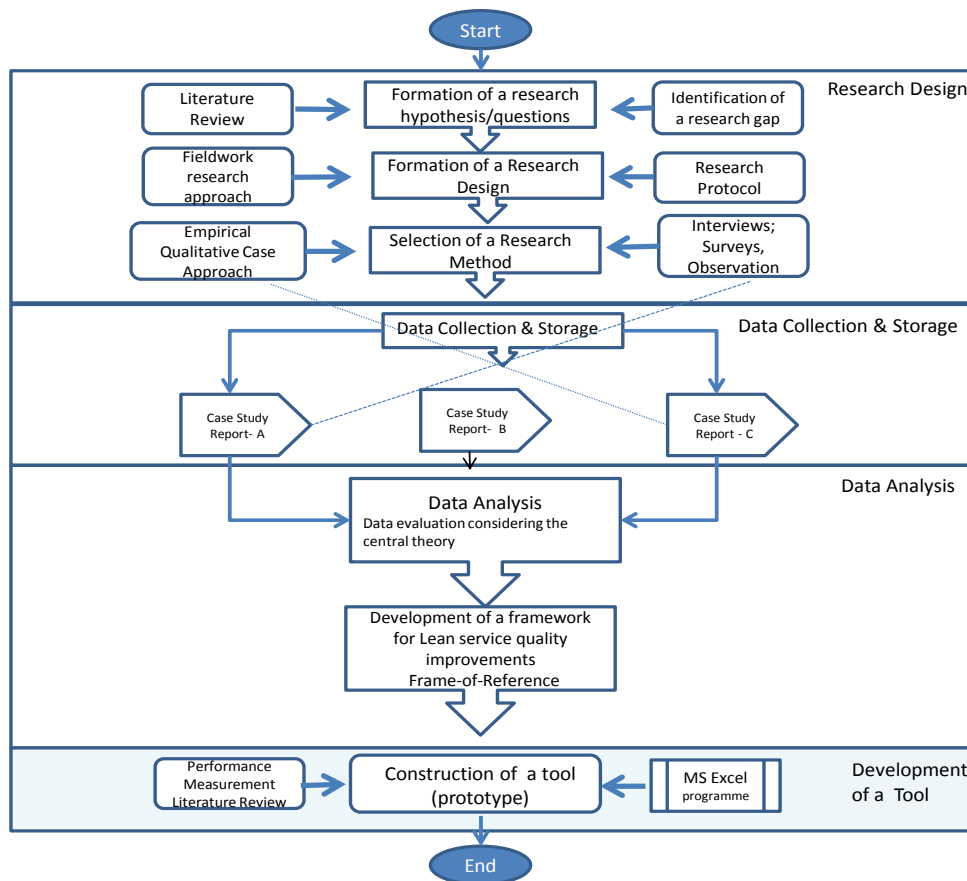 Start
Research Design
Literature
Review
Formation of a research
hypothesis/questions
Identification of
a research gap
Fieldwork
research
approach
Formation of a Research
Design
Research
Protocol
Empirical
Qualitative Case
Approach
Selection of a Research
Method
Interviews;
Surveys,
Observation
Data Collection & Storage
Data Collection & Storage
Case Study
Report- A
Case Study
Report- B
Case Study
Report - C
Data Analysis
Data Analysis
Data evaluation considering the
central theory
Development of a framework
for Lean service quality
improvements
Frame-of-Reference
Performance
Measurement
Literature Review
Construction of a tool
(prototype)
MS Excel
programme
Development
of a Tool
End